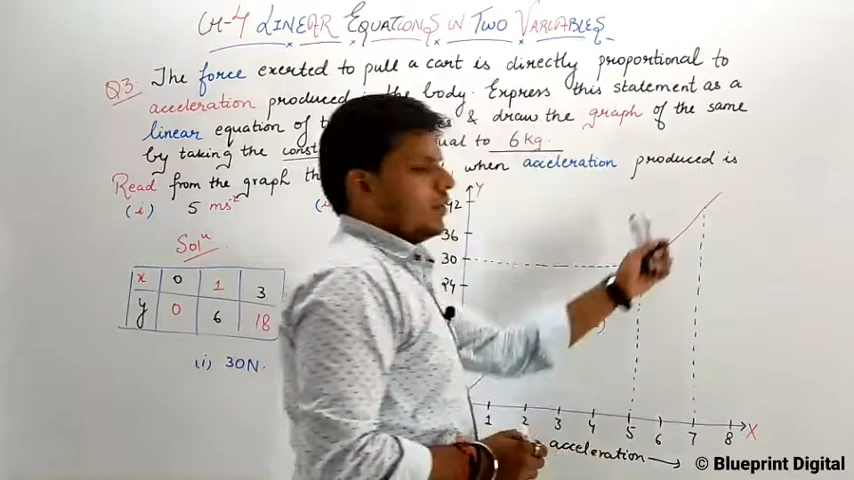 CH-4 LINEAR EQUATIONS IN TWO VARIABLES
Q3 The force exerted to pull a cart is directly proportional to
acceleration produced in the body. Express this statement as a
linear equation of & draw the graph of the same
by taking the equal to 6 kg.
Read from the graph when acceleration produced is
(i) 5 ms⁻²
Solⁿ
x 0 1 3
y 0 6 18
(i) 30N.
Y
42
36
30
24
1 2 3 4 5 6 7 8 X
acceleration
© Blueprint Digital